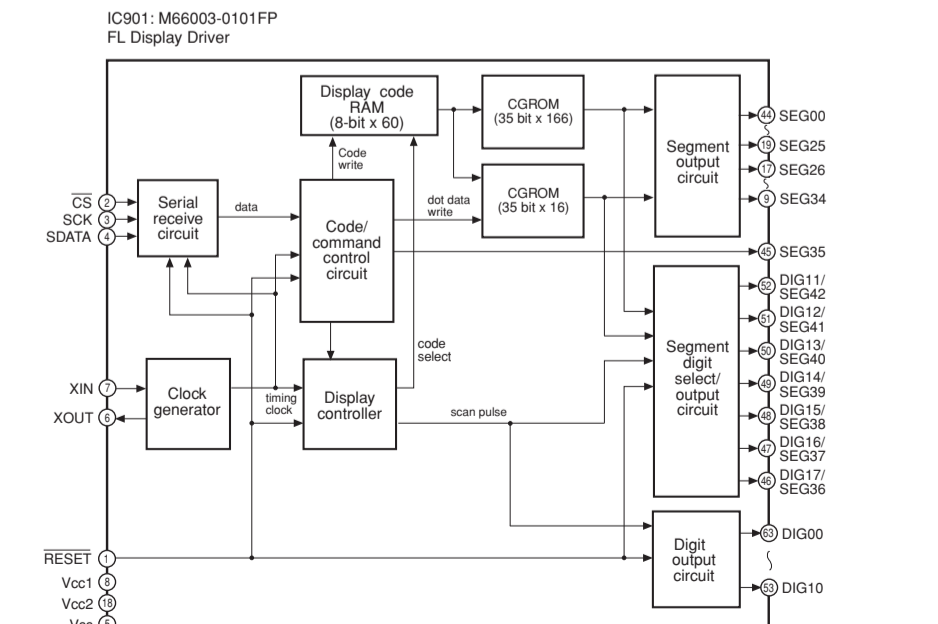 IC901: M66003-0101FP
FL Display Driver
Display code
RAM
(8-bit x 60)
CGROM
(35 bit x 166)
Segment
output
circuit
44 SEG00
19 SEG25
17 SEG26
9 SEG34
Code
write
CGROM
(35 bit x 16)
dot data
write
CS 2
SCK 3
SDATA 4
Serial
receive
circuit
data
Code/
command
control
circuit
45 SEG35
Segment
digit
select/
output
circuit
52 DIG11/
SEG42
51 DIG12/
SEG41
50 DIG13/
SEG40
49 DIG14/
SEG39
48 DIG15/
SEG38
47 DIG16/
SEG37
46 DIG17/
SEG36
code
select
XIN 7
XOUT 6
Clock
generator
timing
clock
Display
controller
scan pulse
Digit
output
circuit
63 DIG00
53 DIG10
RESET 1
Vcc1 8
Vcc2 18